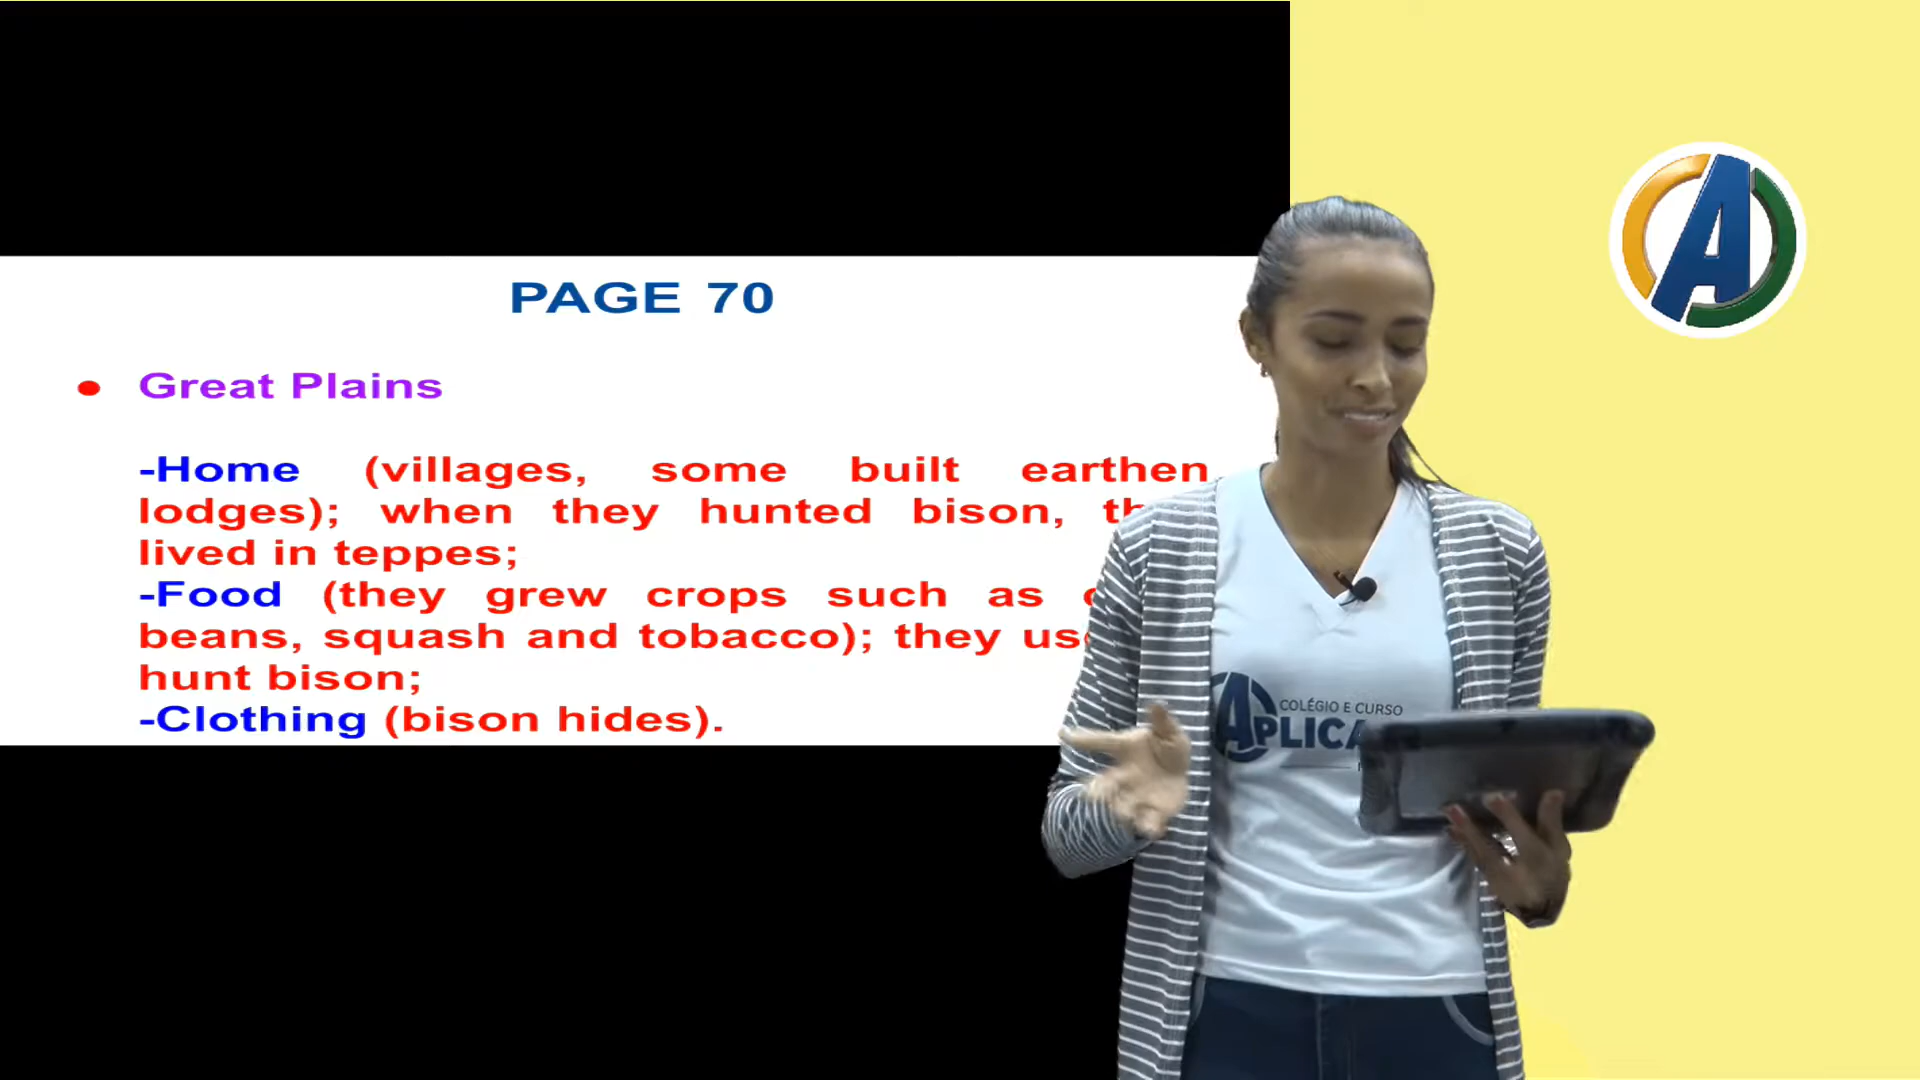 PAGE 70
• Great Plains
-Home (villages, some built earthen
lodges); when they hunted bison,
lived in teppes;
-Food (they grew crops such as
beans, squash and tobacco); they
hunt bison;
-Clothing (bison hides).
A
COLÉGIO E CURSO